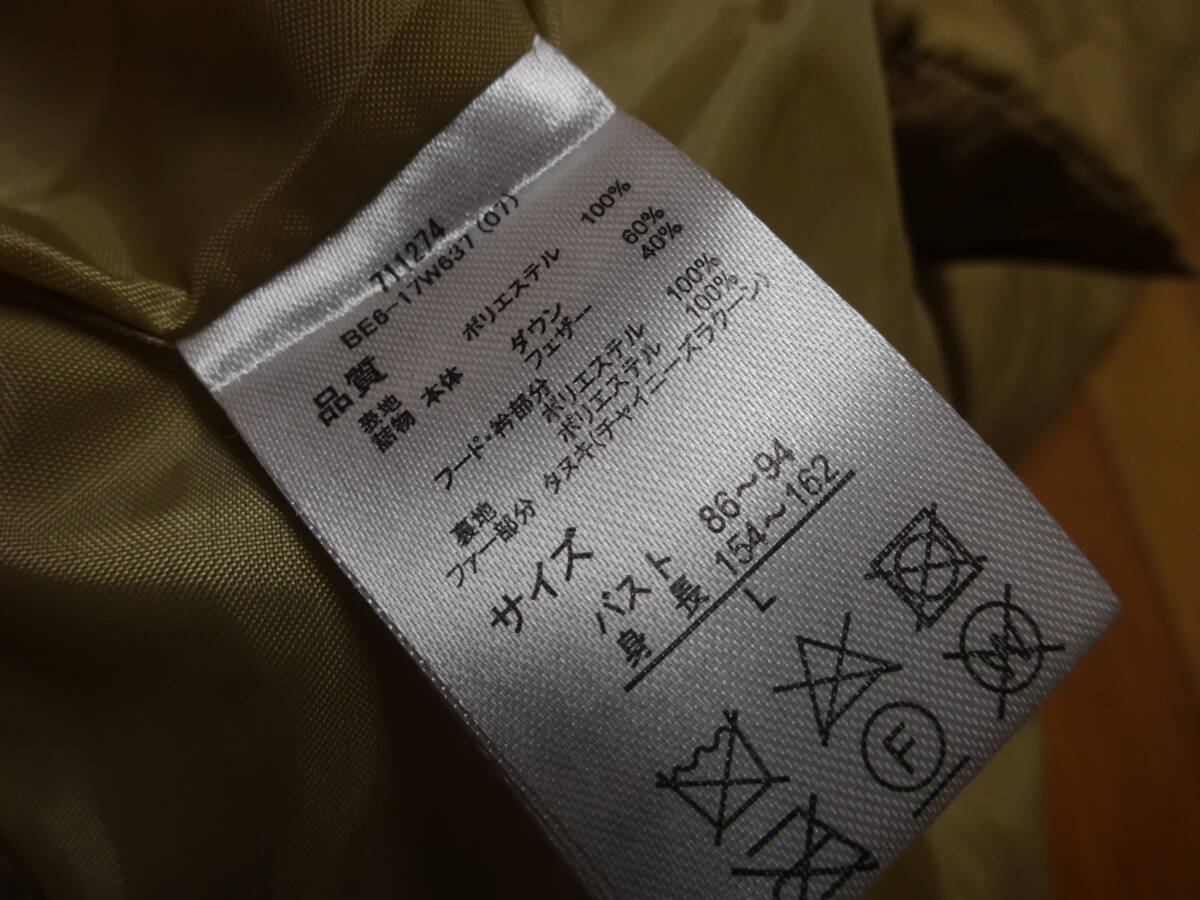 711274
BE6-17W637 (07)
品質
表地 ポリエステル 100%
詰物 本体 ダウン 60%
フェザー 40%
フード・衿部分
ポリエステル 100%
裏地 ポリエステル 100%
ファー部分 タヌキ(チャイニーズラクーン)
サイズ
バスト 86～94
身長 154～162
L
W
F